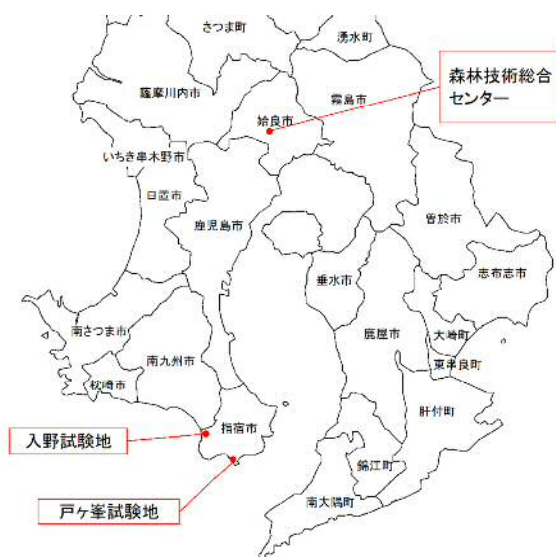 さつま町
湧水町
森林技術総合
センター
薩摩川内市
霧島市
姶良市
いちき串木野市
日置市
鹿児島市
曽於市
垂水市
志布志市
南さつま市
鹿屋市
大崎町
南九州市
東串良町
枕崎市
肝付町
指宿市
入野試験地
錦江町
南大隅町
戸ヶ峯試験地